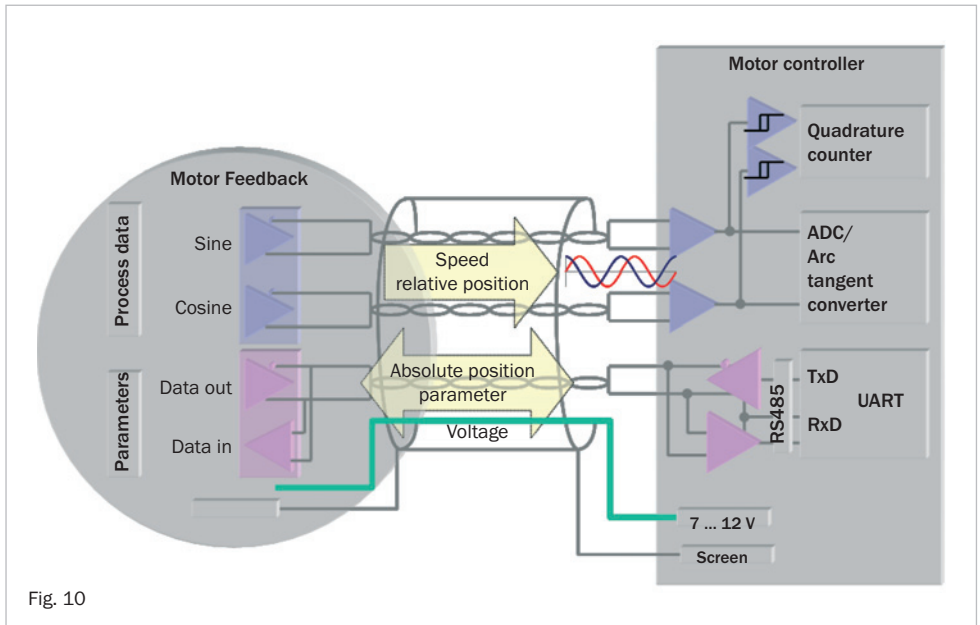 Motor controller
Quadrature
counter
Motor Feedback
Process data
Sine
Speed
relative position
ADC/
Arc
tangent
converter
Cosine
Parameters
Data out
Absolute position
parameter
RS485
TxD
UART
RxD
Data in
Voltage
7 ... 12 V
Screen
Fig. 10